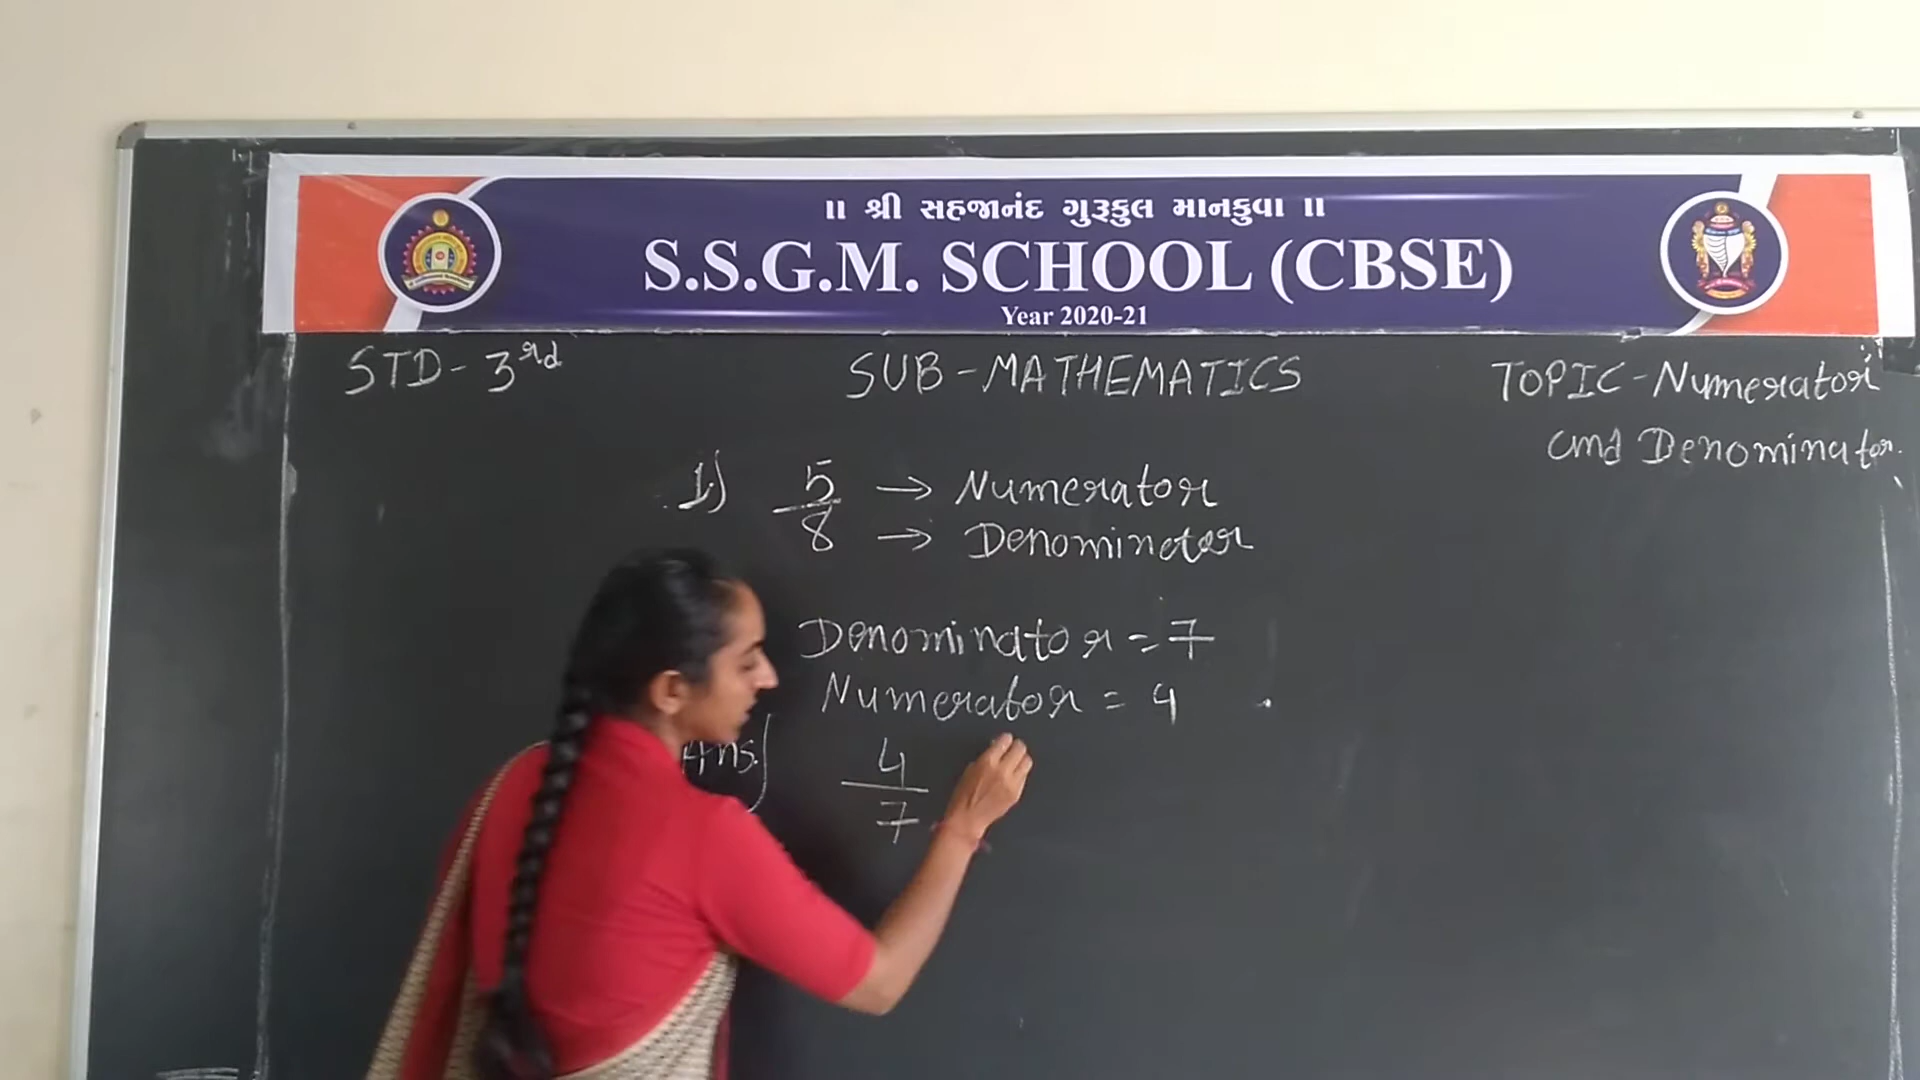 ॥ શ્રી સહજાનંદ ગુરૂકુલ માનકુવા ॥
S.S.G.M. SCHOOL (CBSE)
Year 2020-21
STD - 3rd
SUB - MATHEMATICS
TOPIC - Numerator
and Denominator.
1) 5/8
→ Numerator
→ Denominetor
Denominator = 7
Numerator = 4
Ans.) 4/7